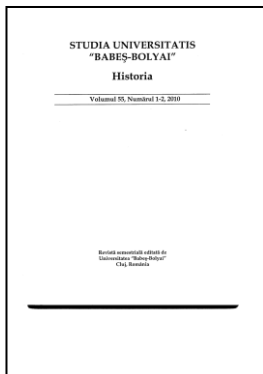 STUDIA UNIVERSITATIS
"BABEŞ-BOLYAI"
Historia
Volumul 55, Numărul 1-2, 2010
Revistă semestrială editată de
Universitatea "Babeş-Bolyai"
Cluj, România